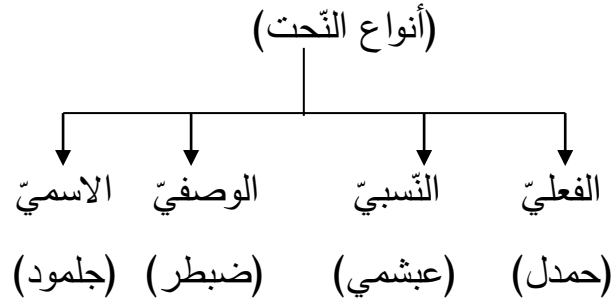 (أنواع النّحت)
الفعليّ النّسبيّ الوصفيّ الاسميّ
(حمدل) (عبشمي) (ضبطر) (جلمود)